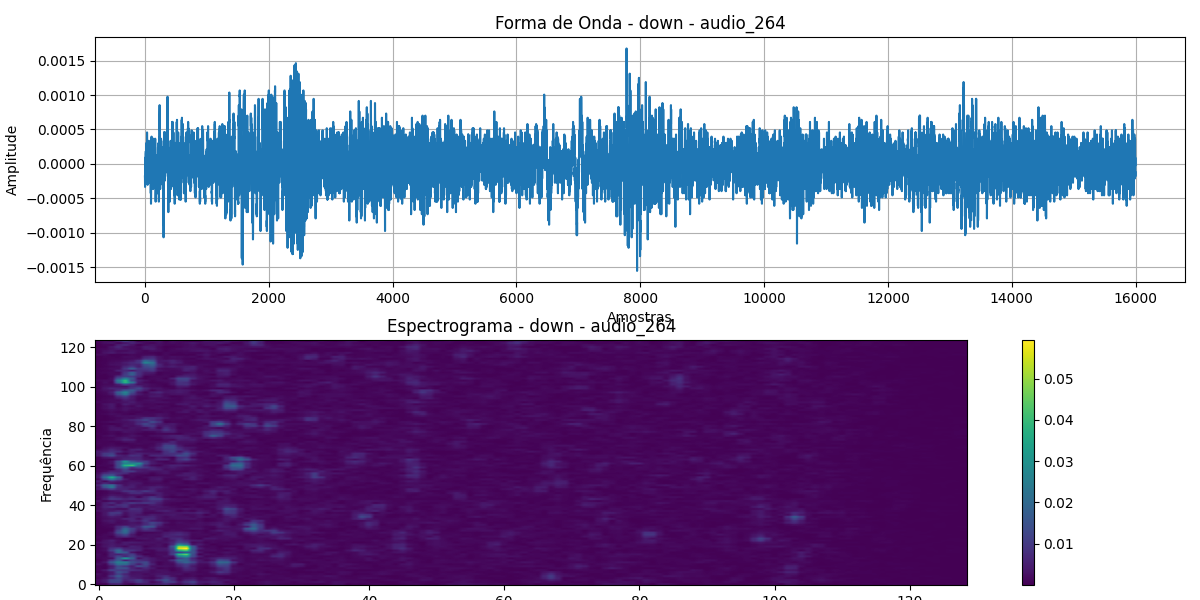 Forma de Onda - down - audio_264
Amplitude
0.0015
0.0010
0.0005
0.0000
−0.0005
−0.0010
−0.0015
0 2000 4000 6000 8000 10000 12000 14000 16000
Amostras
Espectrograma - down - audio_264
Frequência
120
100
80
60
40
20
0
0 20 40 60 80 100 120
0.05
0.04
0.03
0.02
0.01